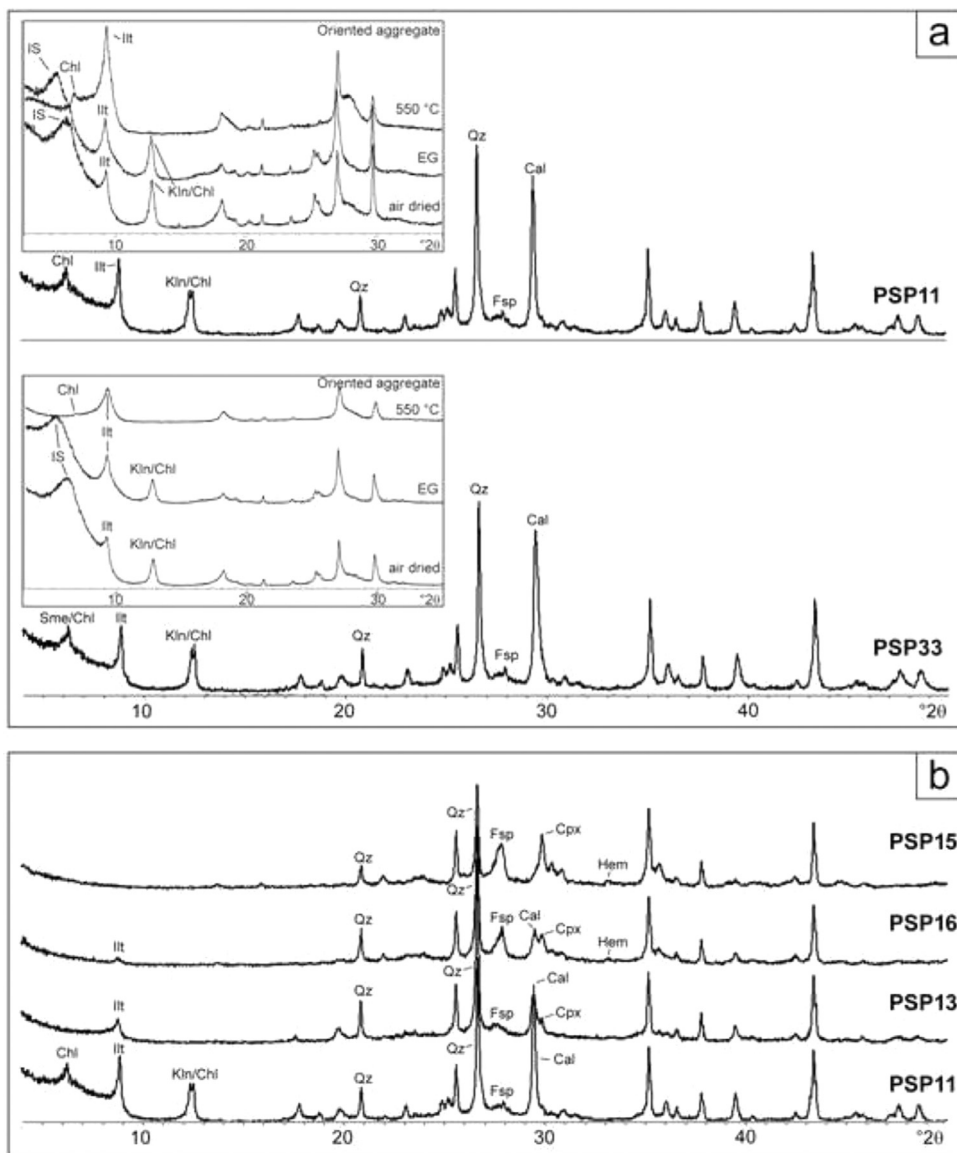 a
Oriented aggregate
Ilt
IS
Chl
550 °C
Ilt
IS
EG
Ilt
Kln/Chl
air dried
10 20 30 °2θ
Qz
Cal
Chl
Ilt
Kln/Chl
Qz
Fsp
PSP11
Oriented aggregate
Chl
550 °C
Ilt
IS
Kln/Chl
EG
Ilt
Kln/Chl
air dried
10 20 30 °2θ
Qz
Cal
Sme/Chl
Ilt
Kln/Chl
Qz
Fsp
PSP33
10 20 30 40 °2θ
b
Qz
Fsp
Cpx
PSP15
Qz
Hem
Qz
Ilt
Qz
Fsp
Cal
Cpx
PSP16
Hem
Qz
Cal
Ilt
Qz
Fsp
Cpx
PSP13
Qz
Cal
Chl
Ilt
Kln/Chl
Qz
Fsp
PSP11
10 20 30 40 °2θ